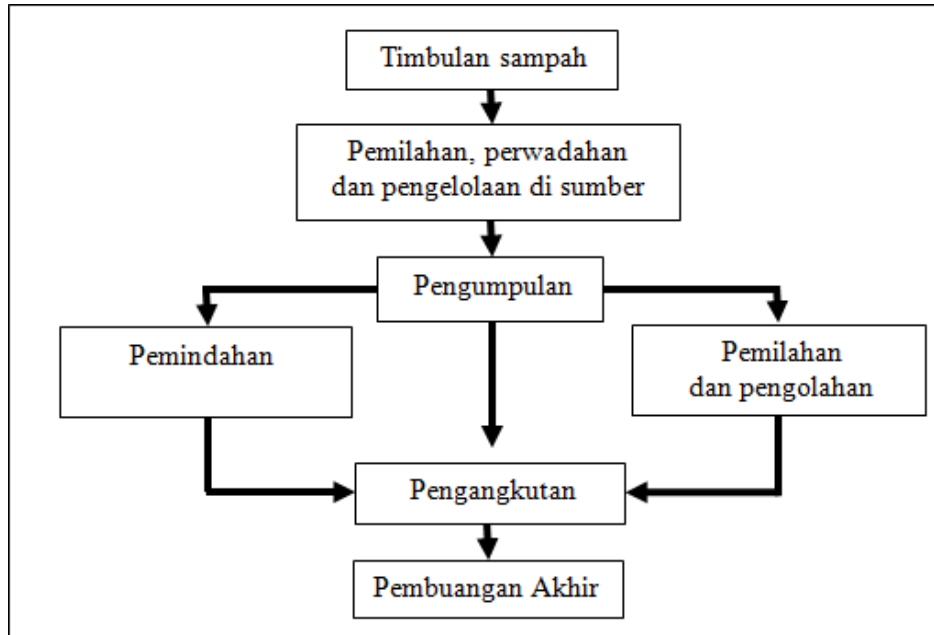 Timbulan sampah
Pemilahan, perwadahan
dan pengelolaan di sumber
Pengumpulan
Pemindahan
Pemilahan
dan pengolahan
Pengangkutan
Pembuangan Akhir